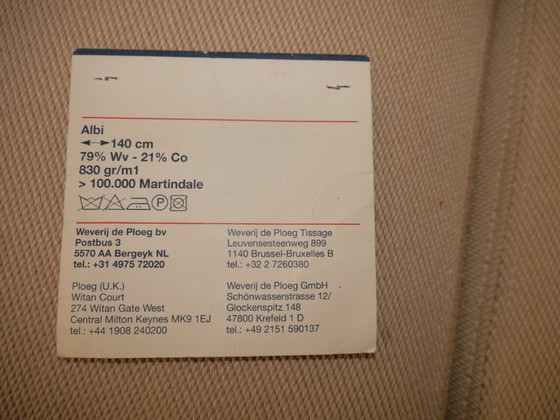 Albi
140 cm
79% Wv - 21% Co
830 gr/m1
> 100.000 Martindale
P
Weverij de Ploeg bv
Postbus 3
5570 AA Bergeyk NL
tel.: +31 4975 72020
Weverij de Ploeg Tissage
Leuvensesteenweg 899
1140 Brussel-Bruxelles B
tel.: +32 2 7260380
Ploeg (U.K.)
Witan Court
274 Witan Gate West
Central Milton Keynes MK9 1EJ
tel.: +44 1908 240200
Weverij de Ploeg GmbH
Schönwasserstrasse 12/
Glockenspitz 148
47800 Krefeld 1 D
tel.: +49 2151 590137